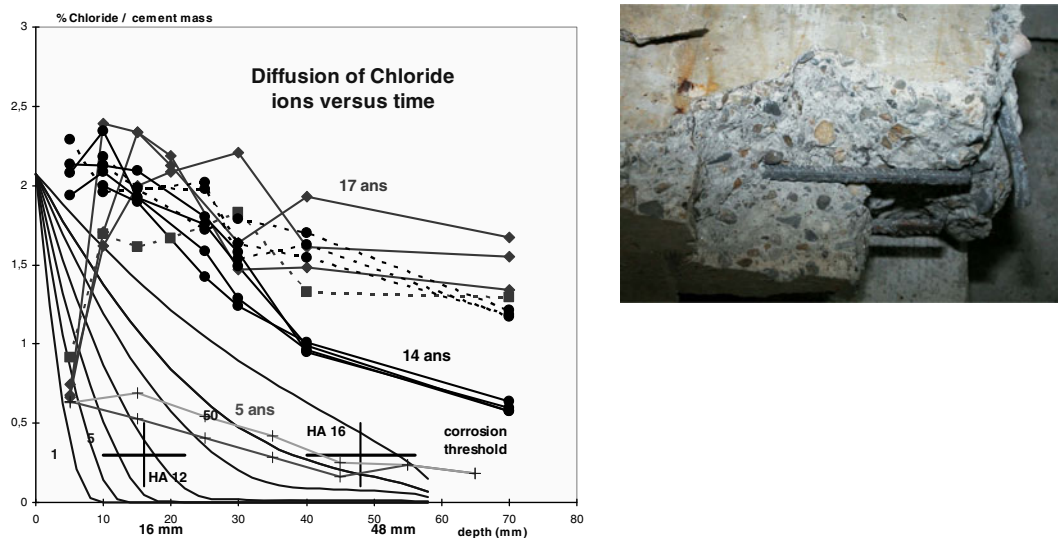 % Chloride / cement mass
3
Diffusion of Chloride
ions versus time
2,5
17 ans
2
1,5
14 ans
1
5 ans
50
0,5
HA 16
corrosion
threshold
5
1
HA 12
0
0
10
20
30
40
50
60
70
80
16 mm
48 mm
depth (mm)